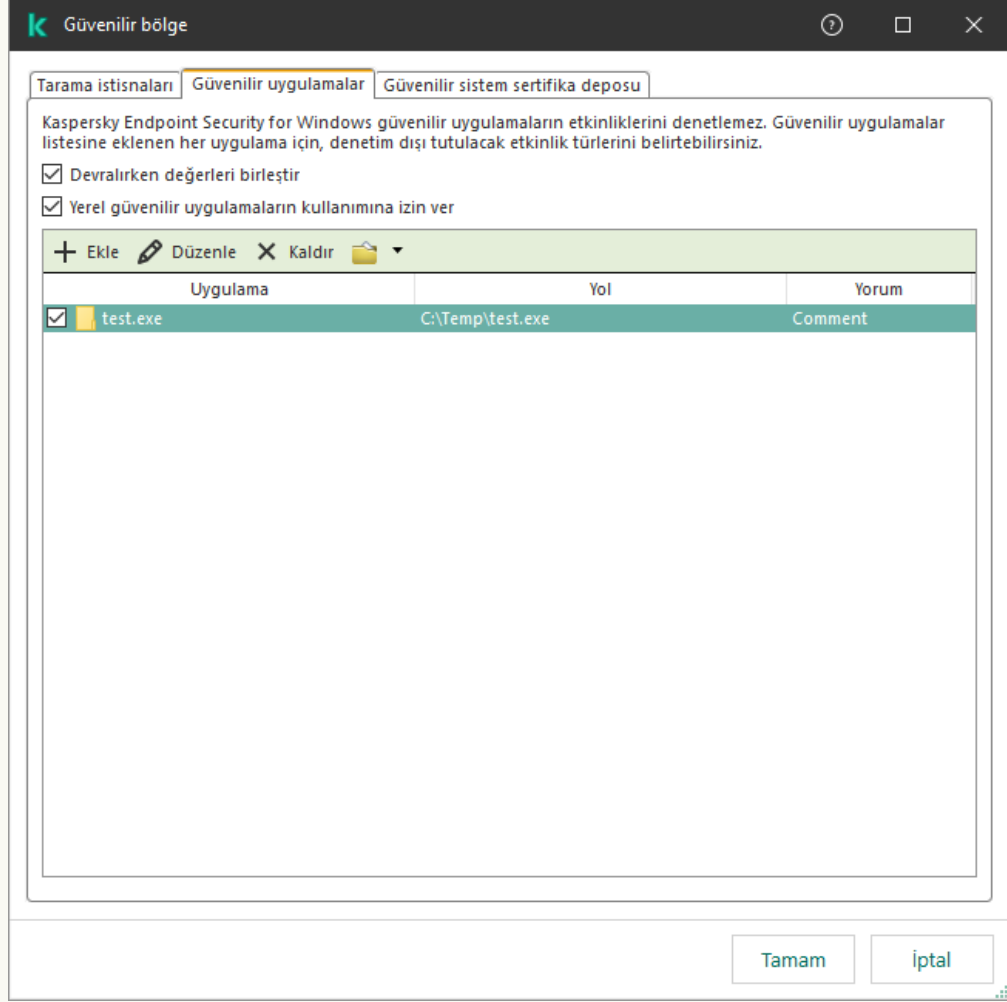 Güvenilir bölge
Tarama istisnaları Güvenilir uygulamalar Güvenilir sistem sertifika deposu
Kaspersky Endpoint Security for Windows güvenilir uygulamaların etkinliklerini denetlemez. Güvenilir uygulamalar
listesine eklenen her uygulama için, denetim dışı tutulacak etkinlik türlerini belirtebilirsiniz.
Devralırken değerleri birleştir
Yerel güvenilir uygulamaların kullanımına izin ver
Ekle Düzenle Kaldır
Uygulama Yol Yorum
test.exe C:\Temp\test.exe Comment
Tamam İptal